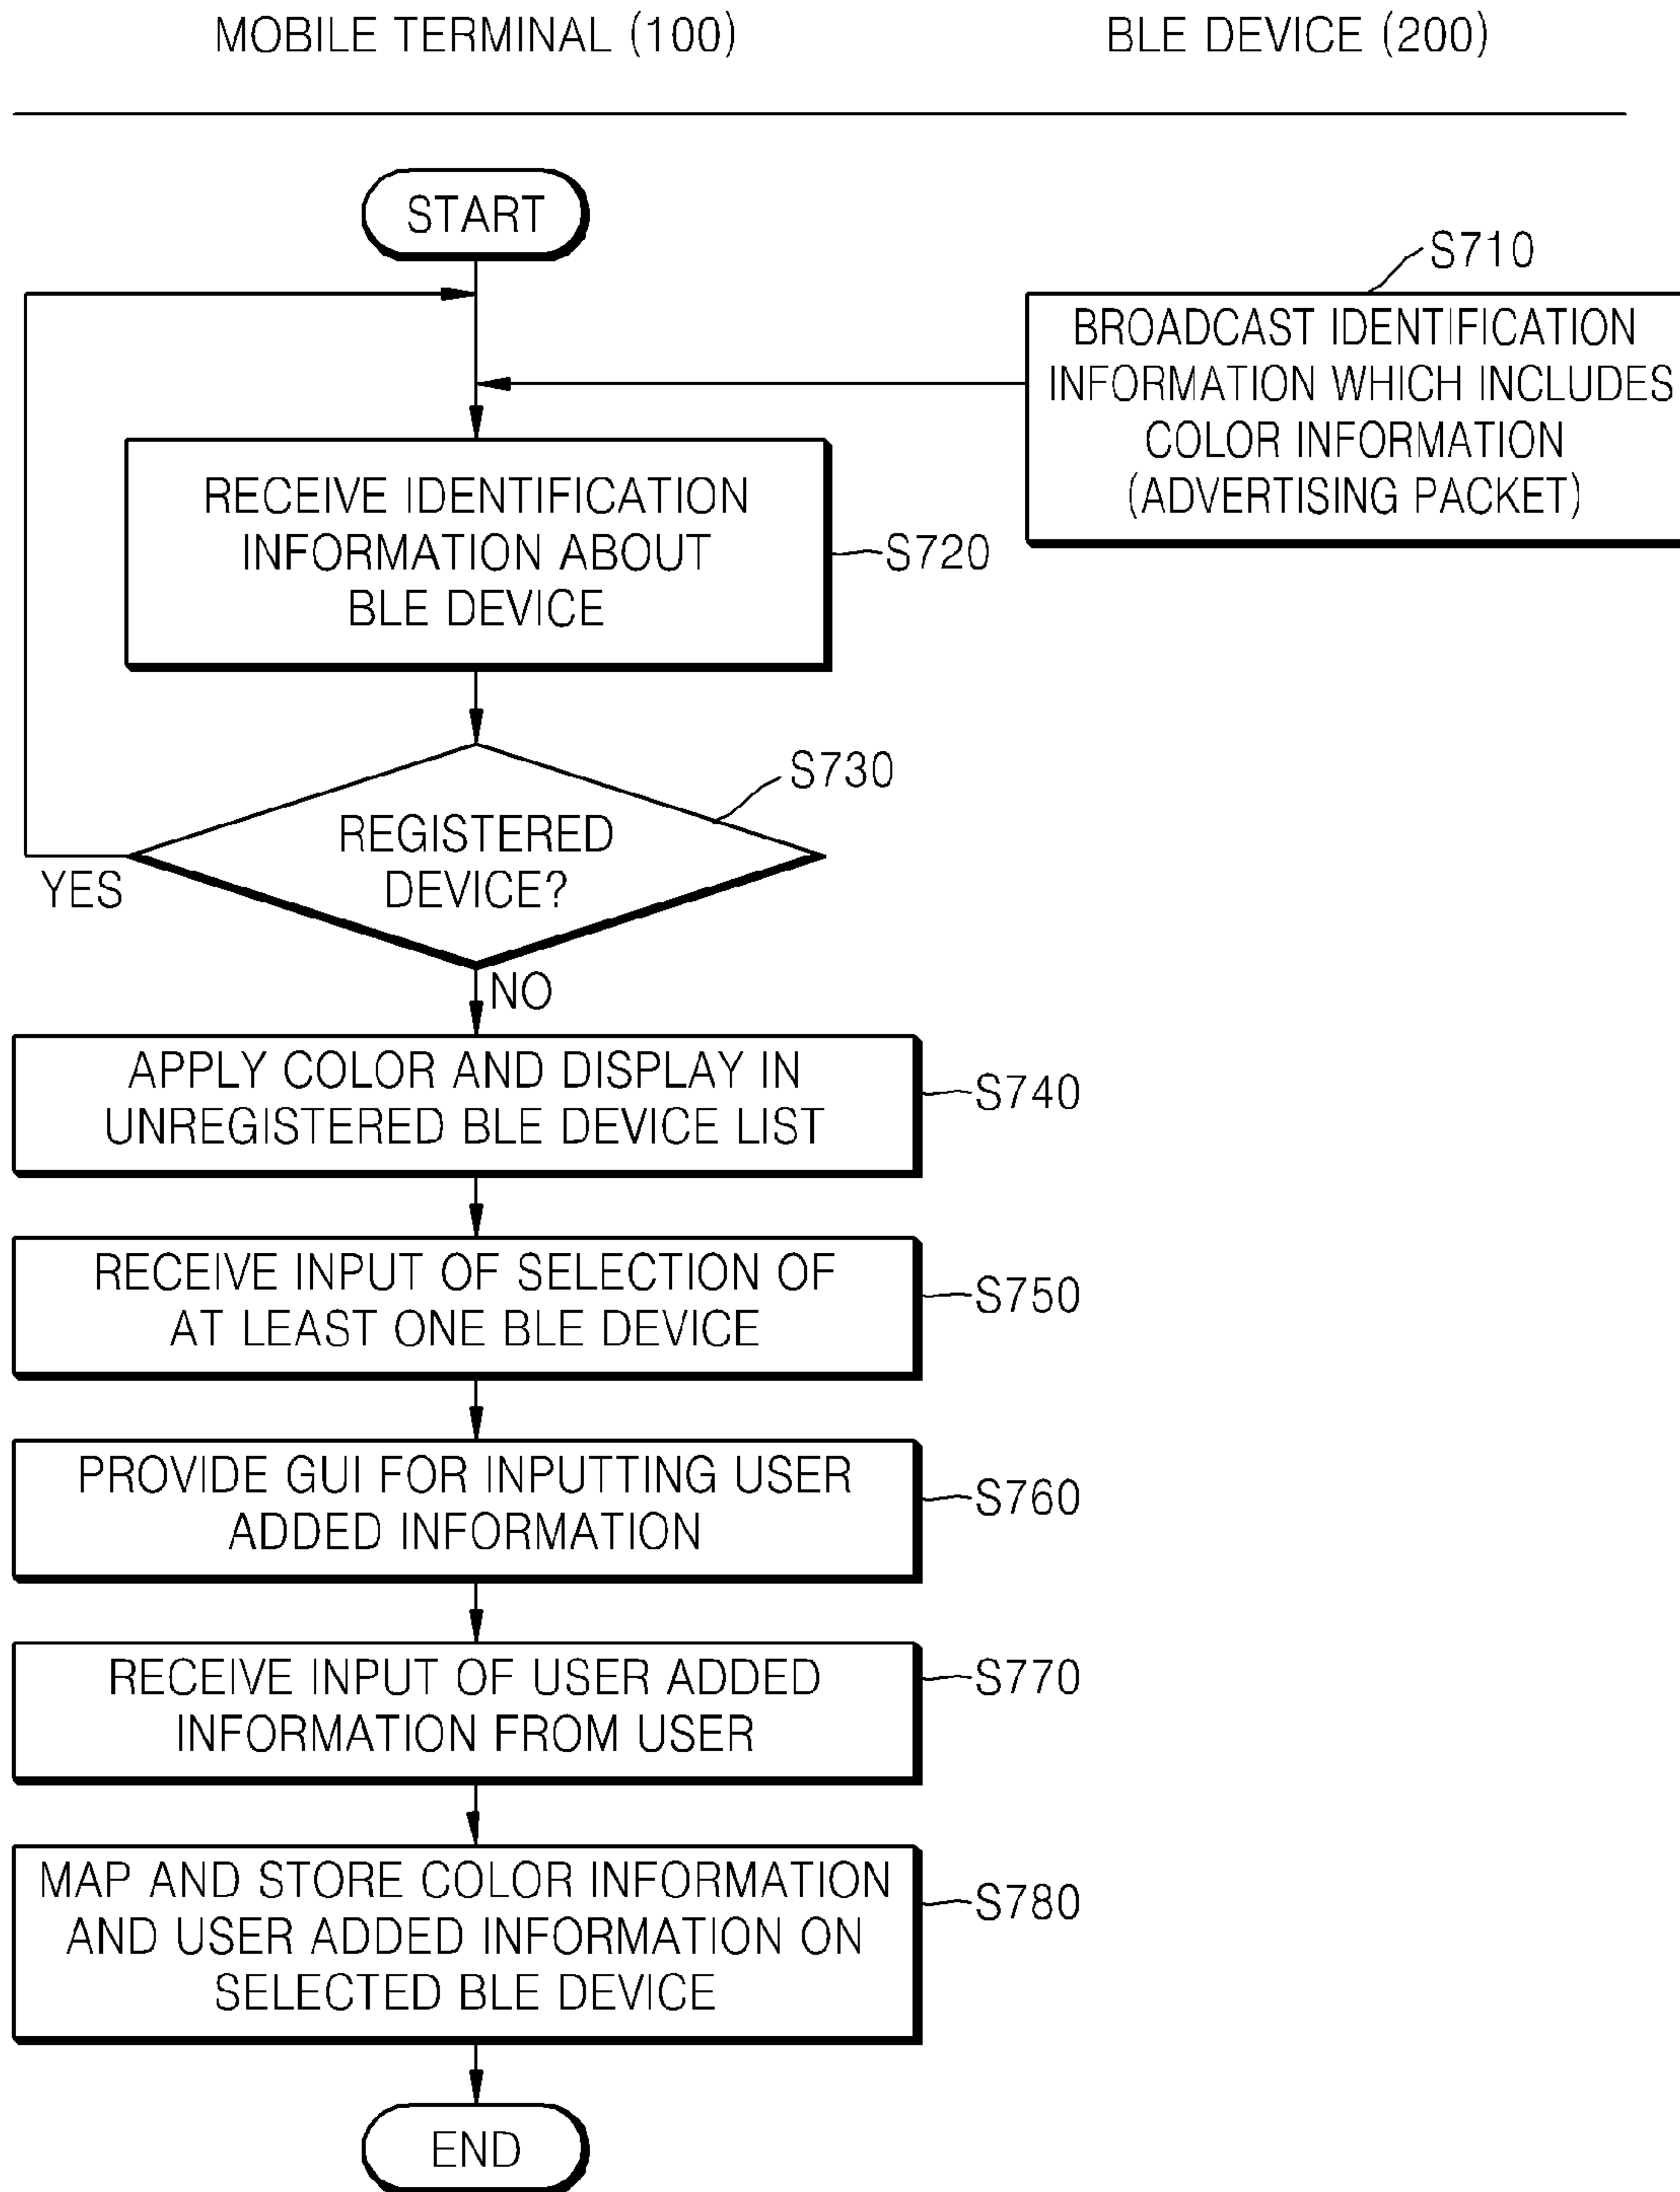 MOBILE TERMINAL (100)
BLE DEVICE (200)
START
S710
BROADCAST IDENTIFICATION
INFORMATION WHICH INCLUDES
COLOR INFORMATION
(ADVERTISING PACKET)
RECEIVE IDENTIFICATION
INFORMATION ABOUT
BLE DEVICE
S720
S730
REGISTERED
DEVICE?
YES
NO
APPLY COLOR AND DISPLAY IN
UNREGISTERED BLE DEVICE LIST
S740
RECEIVE INPUT OF SELECTION OF
AT LEAST ONE BLE DEVICE
S750
PROVIDE GUI FOR INPUTTING USER
ADDED INFORMATION
S760
RECEIVE INPUT OF USER ADDED
INFORMATION FROM USER
S770
MAP AND STORE COLOR INFORMATION
AND USER ADDED INFORMATION ON
SELECTED BLE DEVICE
S780
END